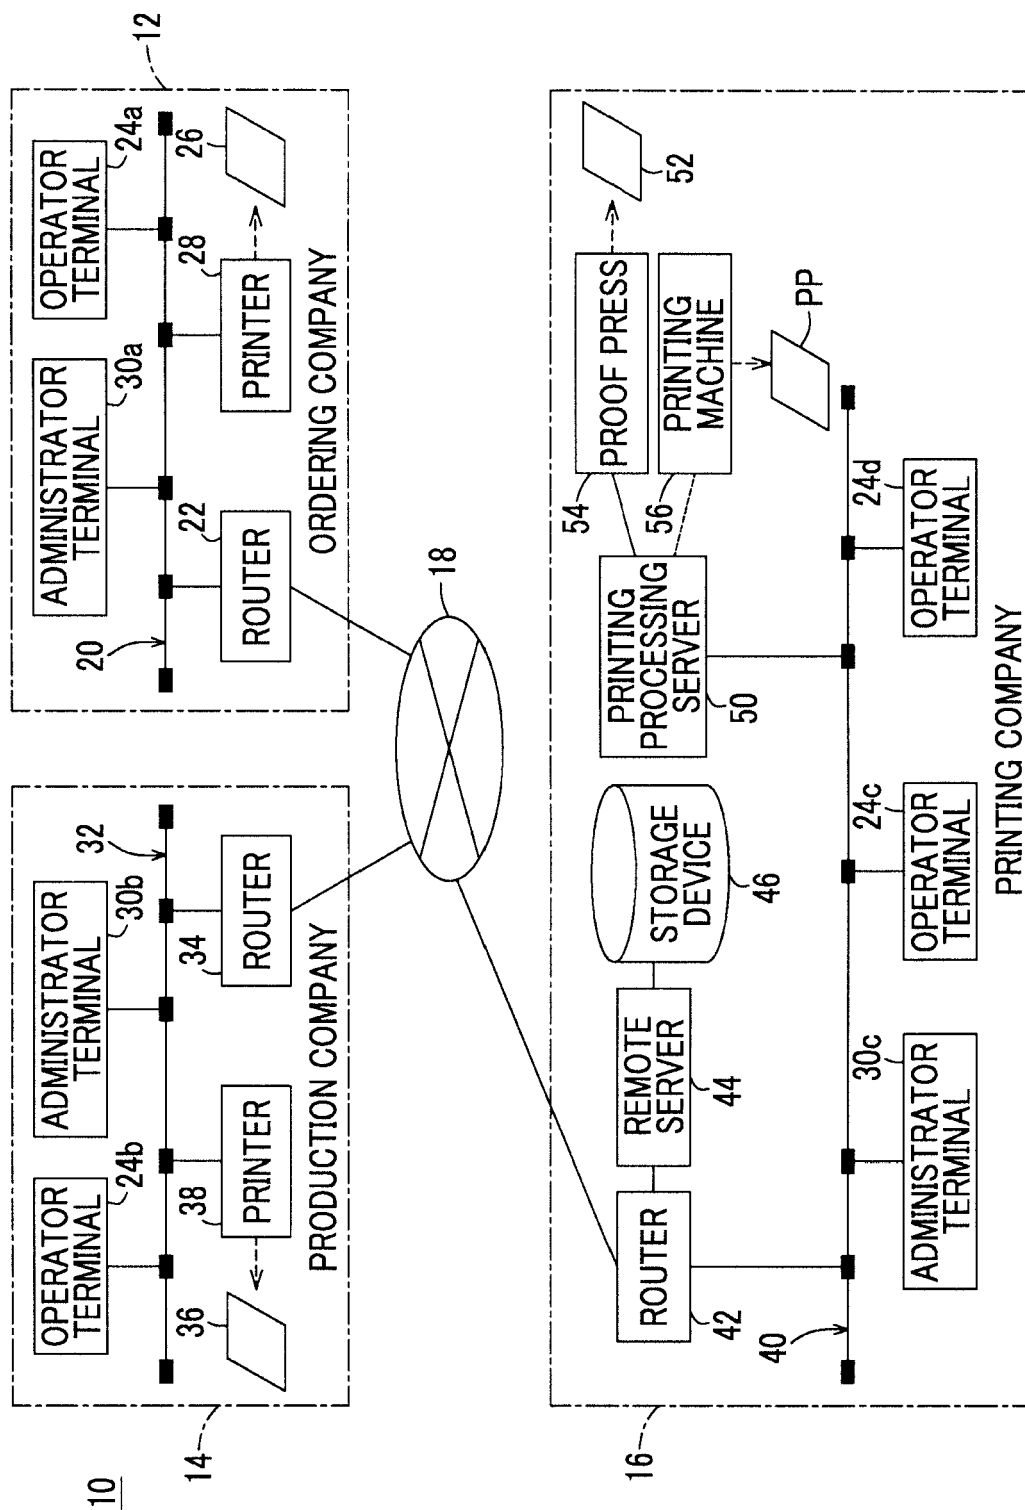 10
14
OPERATOR
TERMINAL
24b
ADMINISTRATOR
TERMINAL
30b
32
36
38
PRINTER
34
ROUTER
PRODUCTION COMPANY
12
20
ADMINISTRATOR
TERMINAL
30a
OPERATOR
TERMINAL
24a
22
ROUTER
28
PRINTER
26
ORDERING COMPANY
18
16
ROUTER
42
REMOTE
SERVER
44
STORAGE
DEVICE
46
PRINTING
PROCESSING
SERVER
50
54
PROOF PRESS
52
56
PRINTING
MACHINE
PP
40
30c
ADMINISTRATOR
TERMINAL
24c
OPERATOR
TERMINAL
24d
OPERATOR
TERMINAL
PRINTING COMPANY